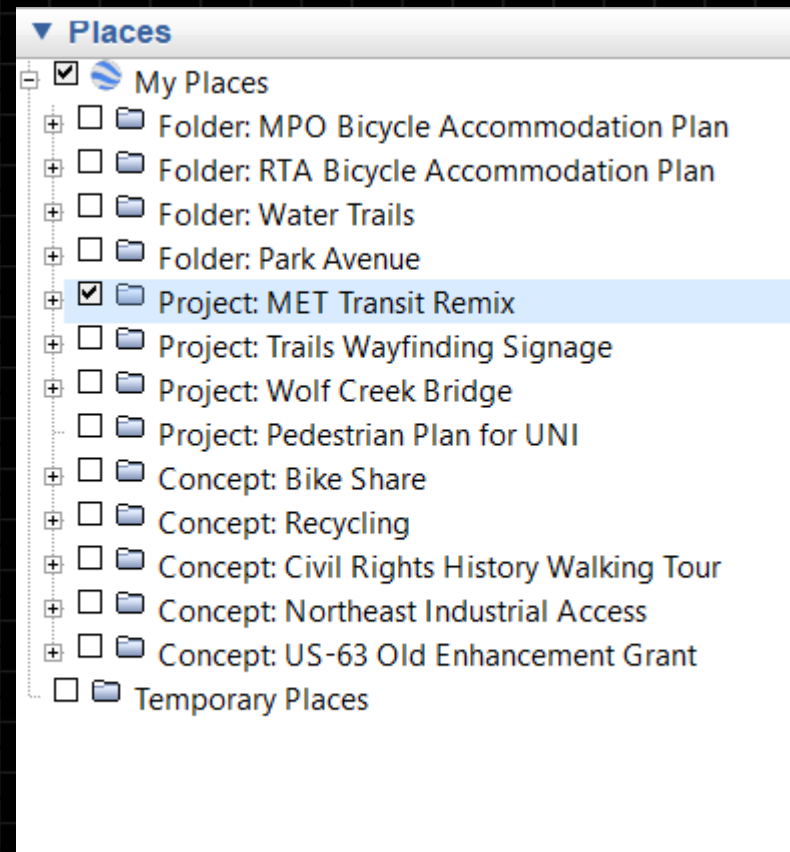 Places
My Places
Folder: MPO Bicycle Accommodation Plan
Folder: RTA Bicycle Accommodation Plan
Folder: Water Trails
Folder: Park Avenue
Project: MET Transit Remix
Project: Trails Wayfinding Signage
Project: Wolf Creek Bridge
Project: Pedestrian Plan for UNI
Concept: Bike Share
Concept: Recycling
Concept: Civil Rights History Walking Tour
Concept: Northeast Industrial Access
Concept: US-63 Old Enhancement Grant
Temporary Places